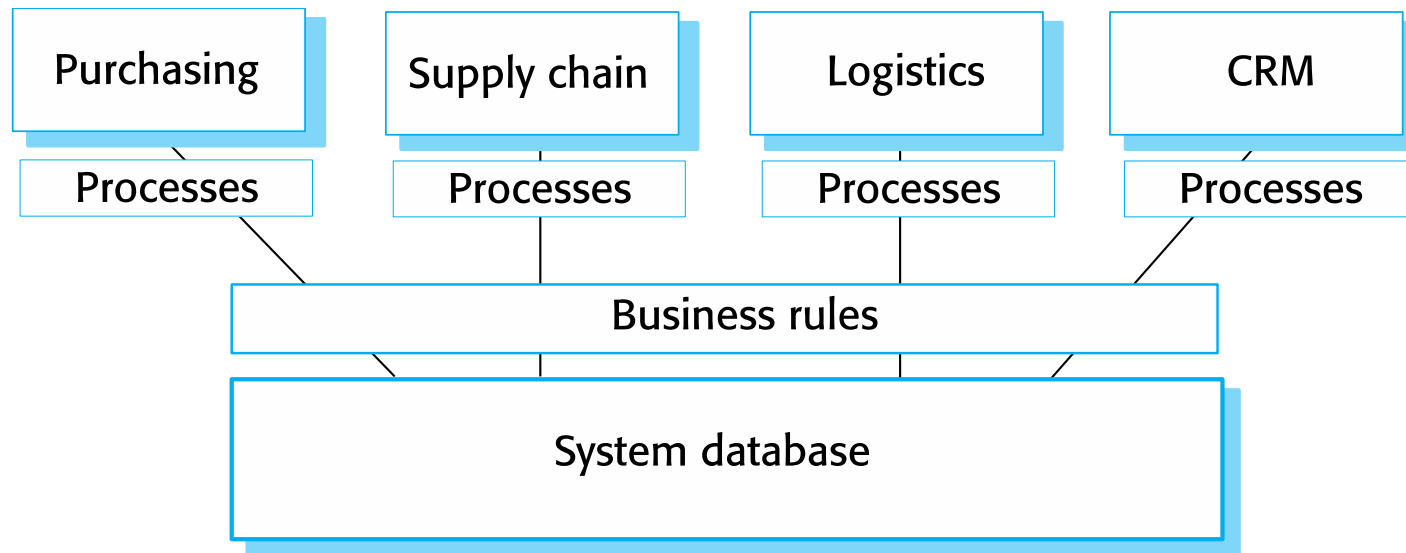 Purchasing
Supply chain
Logistics
CRM
Processes
Processes
Processes
Processes
Business rules
System database